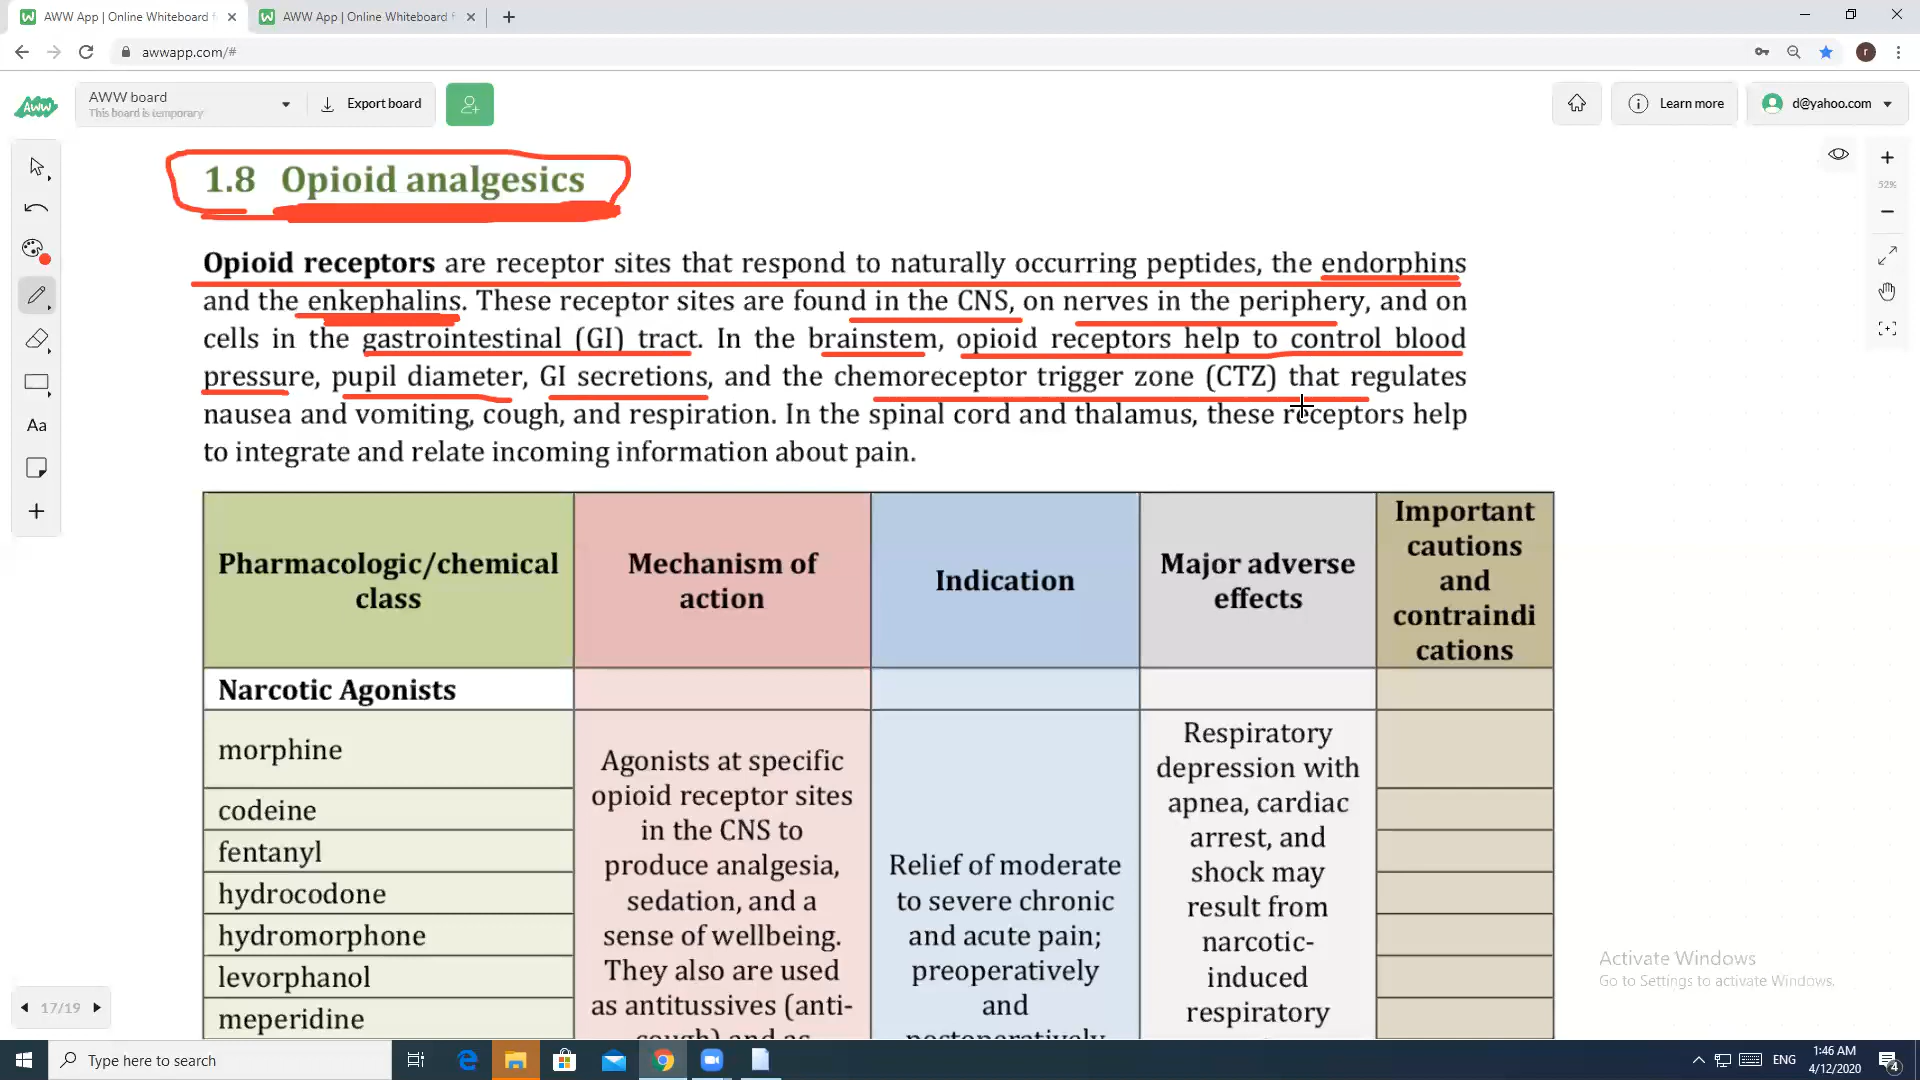 AWW App | Online Whiteboard f
AWW App | Online Whiteboard f
awwapp.com/#
r
AWW
AWW board
This board is temporary
Export board
Learn more
d@yahoo.com
52%
Aa
1.8 Opioid analgesics
Opioid receptors are receptor sites that respond to naturally occurring peptides, the endorphins
and the enkephalins. These receptor sites are found in the CNS, on nerves in the periphery, and on
cells in the gastrointestinal (GI) tract. In the brainstem, opioid receptors help to control blood
pressure, pupil diameter, GI secretions, and the chemoreceptor trigger zone (CTZ) that regulates
nausea and vomiting, cough, and respiration. In the spinal cord and thalamus, these receptors help
to integrate and relate incoming information about pain.
Pharmacologic/chemical
class
Mechanism of
action
Indication
Major adverse
effects
Important
cautions
and
contraindi
cations
Narcotic Agonists
morphine
codeine
fentanyl
hydrocodone
hydromorphone
levorphanol
meperidine
Agonists at specific
opioid receptor sites
in the CNS to
produce analgesia,
sedation, and a
sense of wellbeing.
They also are used
as antitussives (anti-
cough) and as
Relief of moderate
to severe chronic
and acute pain;
preoperatively
and
postoperatively
Respiratory
depression with
apnea, cardiac
arrest, and
shock may
result from
narcotic-
induced
respiratory
Activate Windows
Go to Settings to activate Windows.
17/19
Type here to search
ENG
1:46 AM
4/12/2020
4